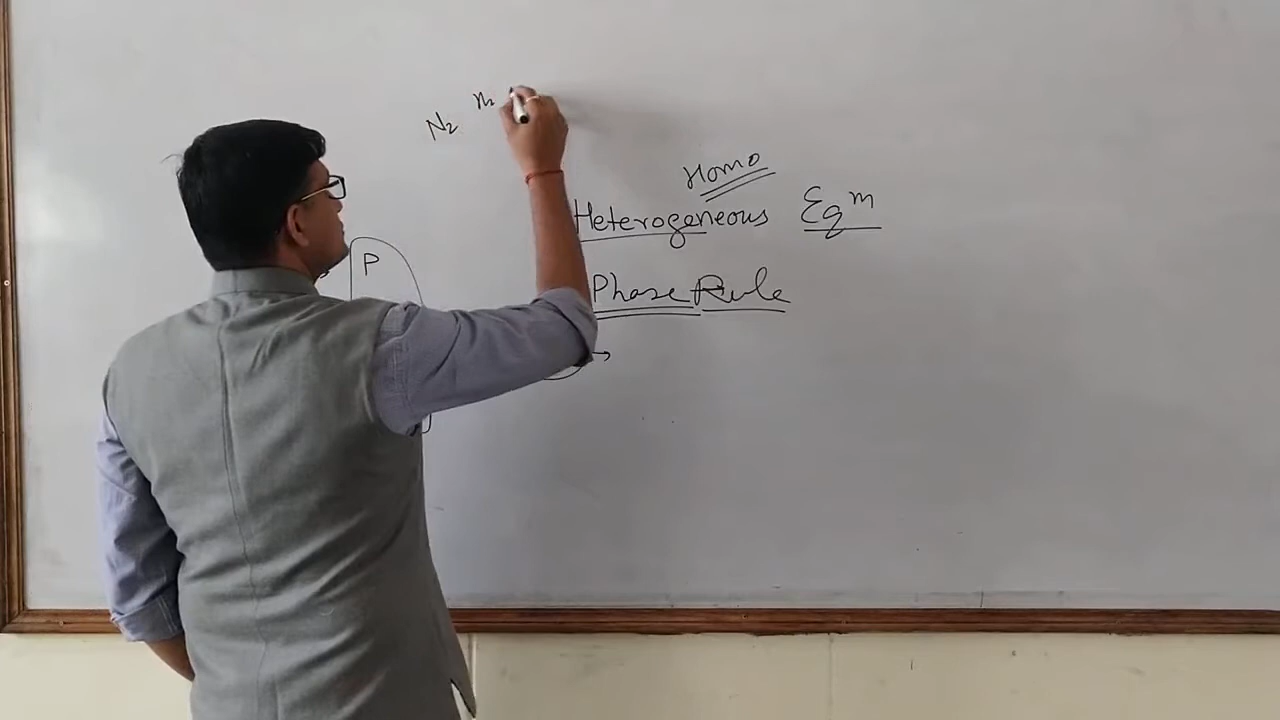 N₂
Homo
Heterogeneous Eqᵐ
P
Phase Rule